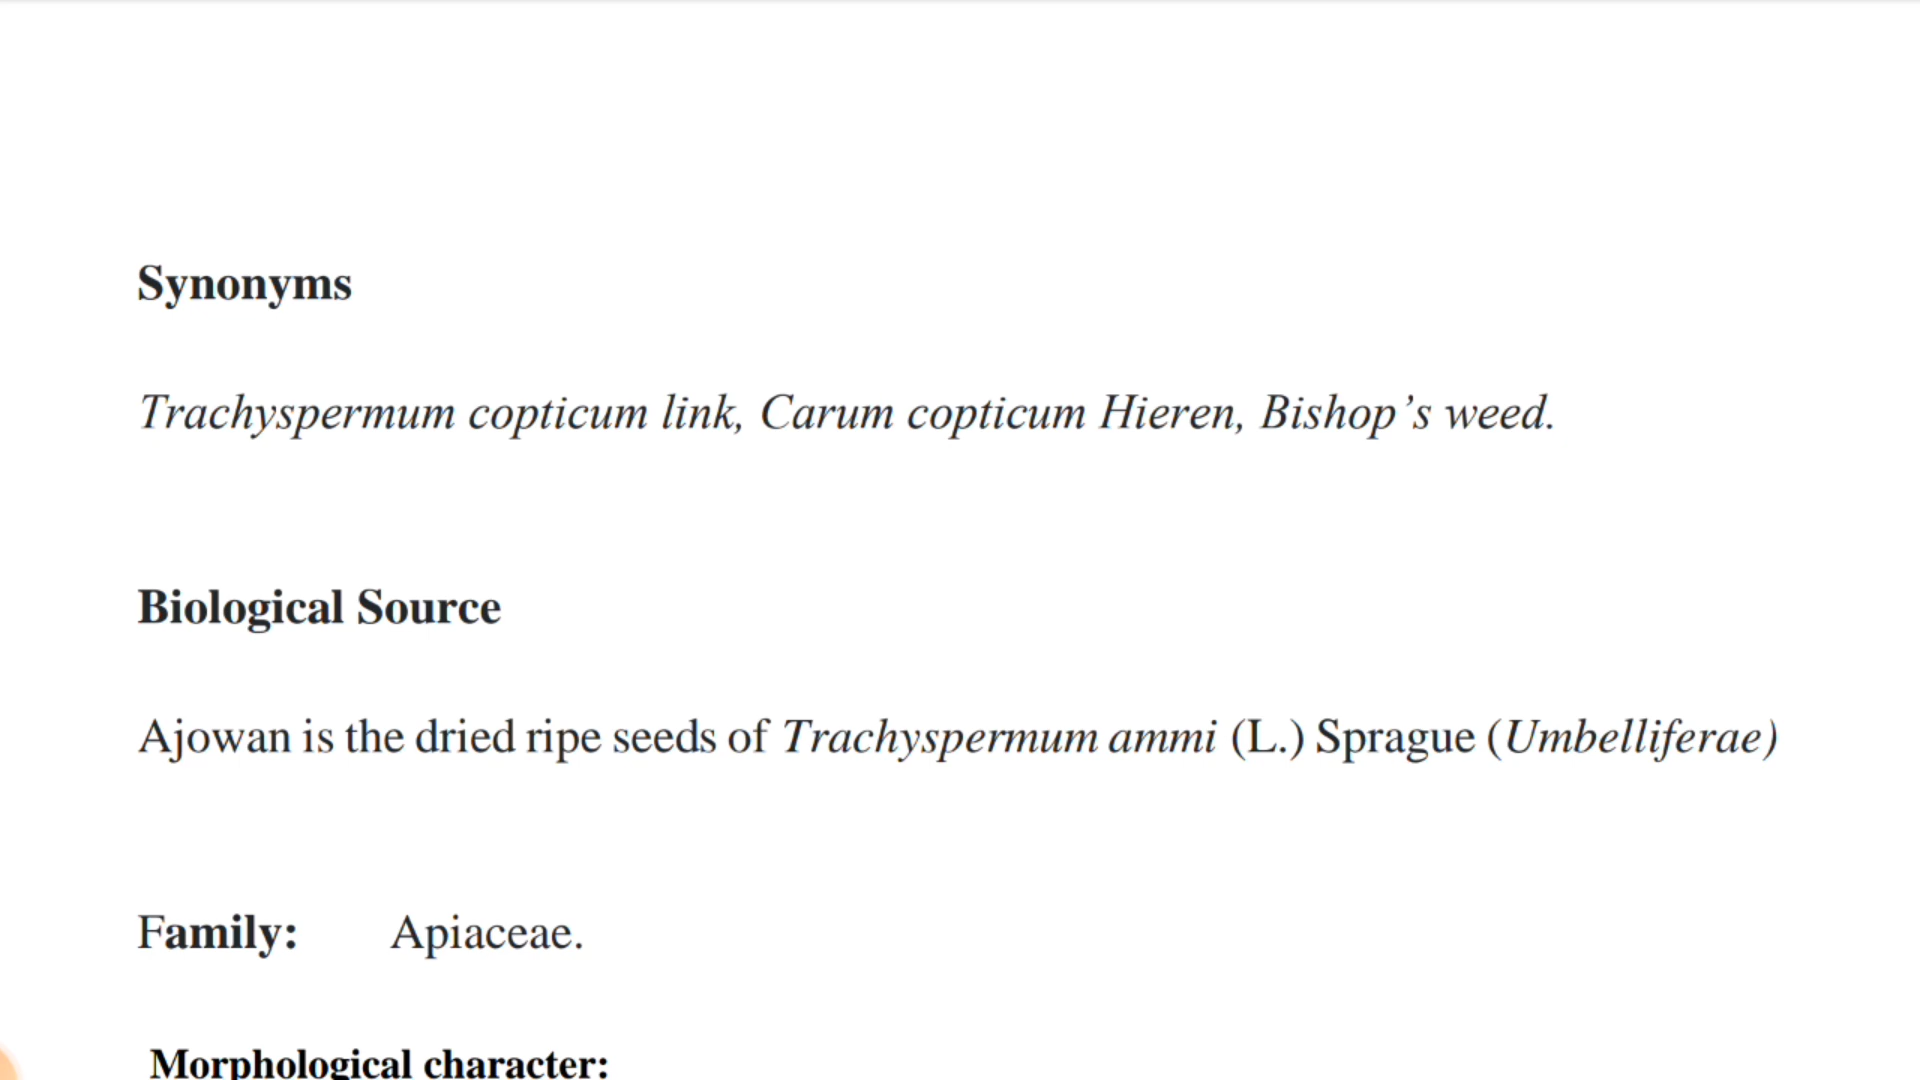 Synonyms
Trachyspermum copticum link, Carum copticum Hieren, Bishop’s weed.
Biological Source
Ajowan is the dried ripe seeds of Trachyspermum ammi (L.) Sprague (Umbelliferae)
Family: Apiaceae.
Morphological character: